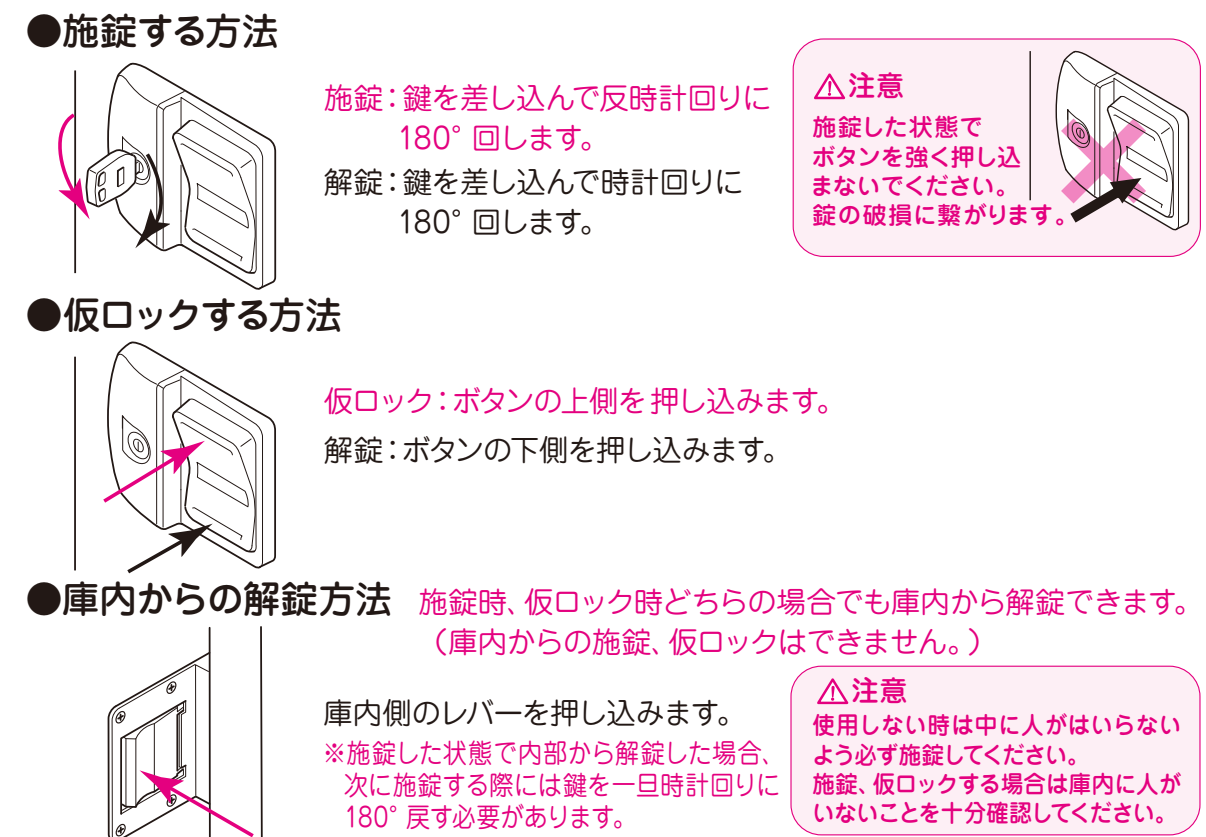 ●施錠する方法
施錠：鍵を差し込んで反時計回りに
180°回します。
解錠：鍵を差し込んで時計回りに
180°回します。
⚠注意
施錠した状態で
ボタンを強く押し込
まないでください。
錠の破損に繋がります。
●仮ロックする方法
仮ロック：ボタンの上側を押し込みます。
解錠：ボタンの下側を押し込みます。
●庫内からの解錠方法
施錠時、仮ロック時どちらの場合でも庫内から解錠できます。
（庫内からの施錠、仮ロックはできません。）
庫内側のレバーを押し込みます。
※施錠した状態で内部から解錠した場合、
次に施錠する際には鍵を一旦時計回りに
180°戻す必要があります。
⚠注意
使用しない時は中に人がはいらない
よう必ず施錠してください。
施錠、仮ロックする場合は庫内に人が
いないことを十分確認してください。